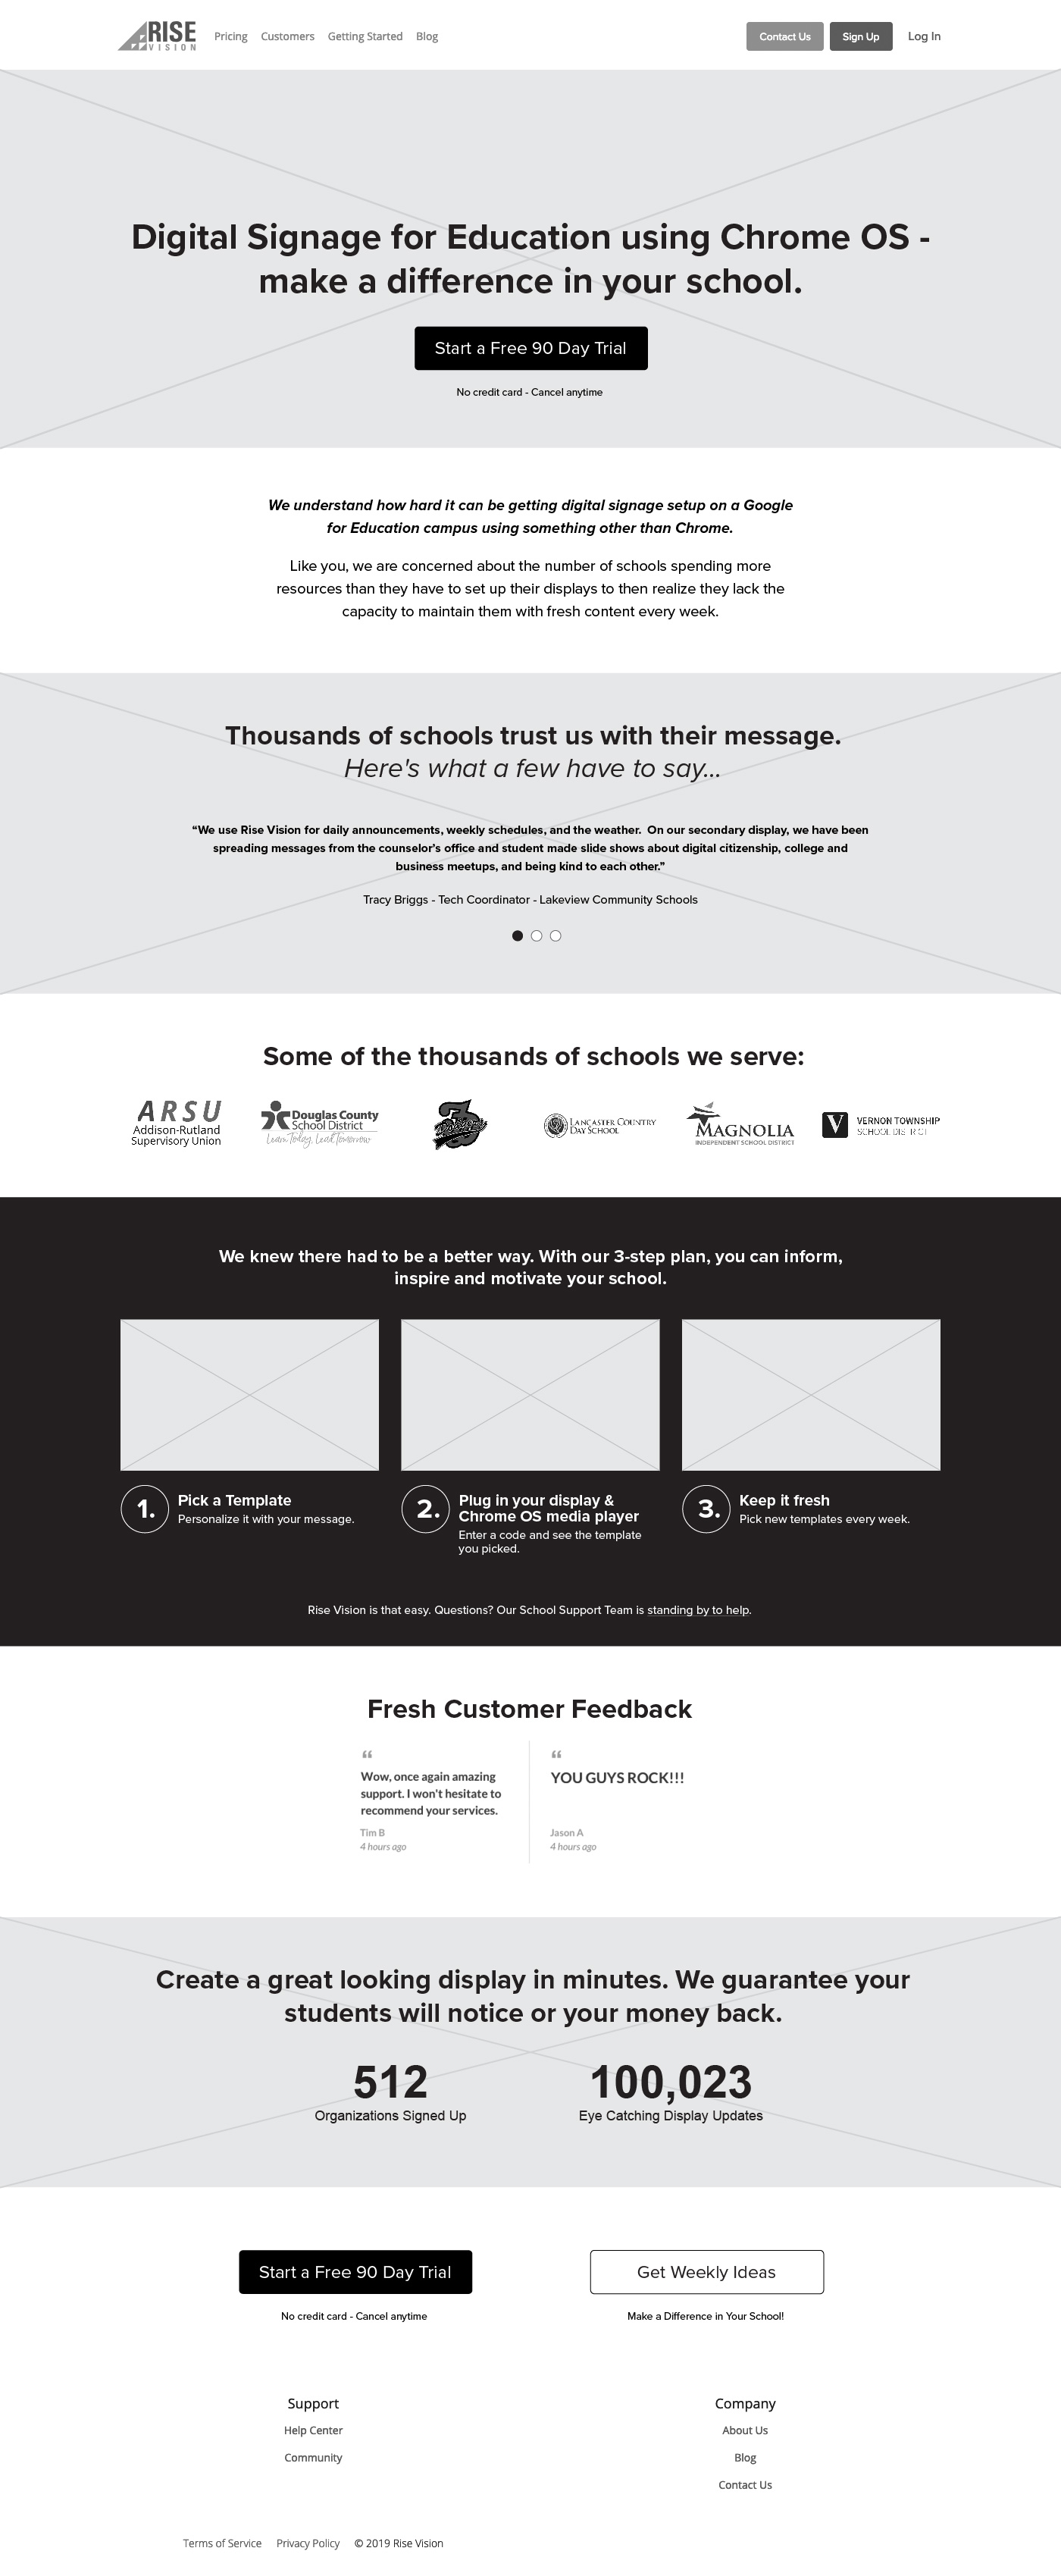 RISE
VISION
Pricing Customers Getting Started Blog
Contact Us Sign Up Log In
Digital Signage for Education using Chrome OS -
make a difference in your school.
Start a Free 90 Day Trial
No credit card - Cancel anytime
We understand how hard it can be getting digital signage setup on a Google
for Education campus using something other than Chrome.
Like you, we are concerned about the number of schools spending more
resources than they have to set up their displays to then realize they lack the
capacity to maintain them with fresh content every week.
Thousands of schools trust us with their message.
Here's what a few have to say...
“We use Rise Vision for daily announcements, weekly schedules, and the weather.  On our secondary display, we have been
spreading messages from the counselor’s office and student made slide shows about digital citizenship, college and
business meetups, and being kind to each other.”
Tracy Briggs - Tech Coordinator - Lakeview Community Schools
Some of the thousands of schools we serve:
ARSU
Addison-Rutland
Supervisory Union
Douglas County
School District
Learn Today, Lead Tomorrow
LANCASTER COUNTRY
DAY SCHOOL
MAGNOLIA
INDEPENDENT SCHOOL DISTRICT
V
VERNON TOWNSHIP
SCHOOL DISTRICT
We knew there had to be a better way. With our 3-step plan, you can inform,
inspire and motivate your school.
1. Pick a Template
Personalize it with your message.
2. Plug in your display &
Chrome OS media player
Enter a code and see the template
you picked.
3. Keep it fresh
Pick new templates every week.
Rise Vision is that easy. Questions? Our School Support Team is standing by to help.
Fresh Customer Feedback
“
Wow, once again amazing
support. I won't hesitate to
recommend your services.
Tim B
4 hours ago
“
YOU GUYS ROCK!!!
Jason A
4 hours ago
Create a great looking display in minutes. We guarantee your
students will notice or your money back.
512
Organizations Signed Up
100,023
Eye Catching Display Updates
Start a Free 90 Day Trial
No credit card - Cancel anytime
Get Weekly Ideas
Make a Difference in Your School!
Support
Help Center
Community
Company
About Us
Blog
Contact Us
Terms of Service Privacy Policy © 2019 Rise Vision